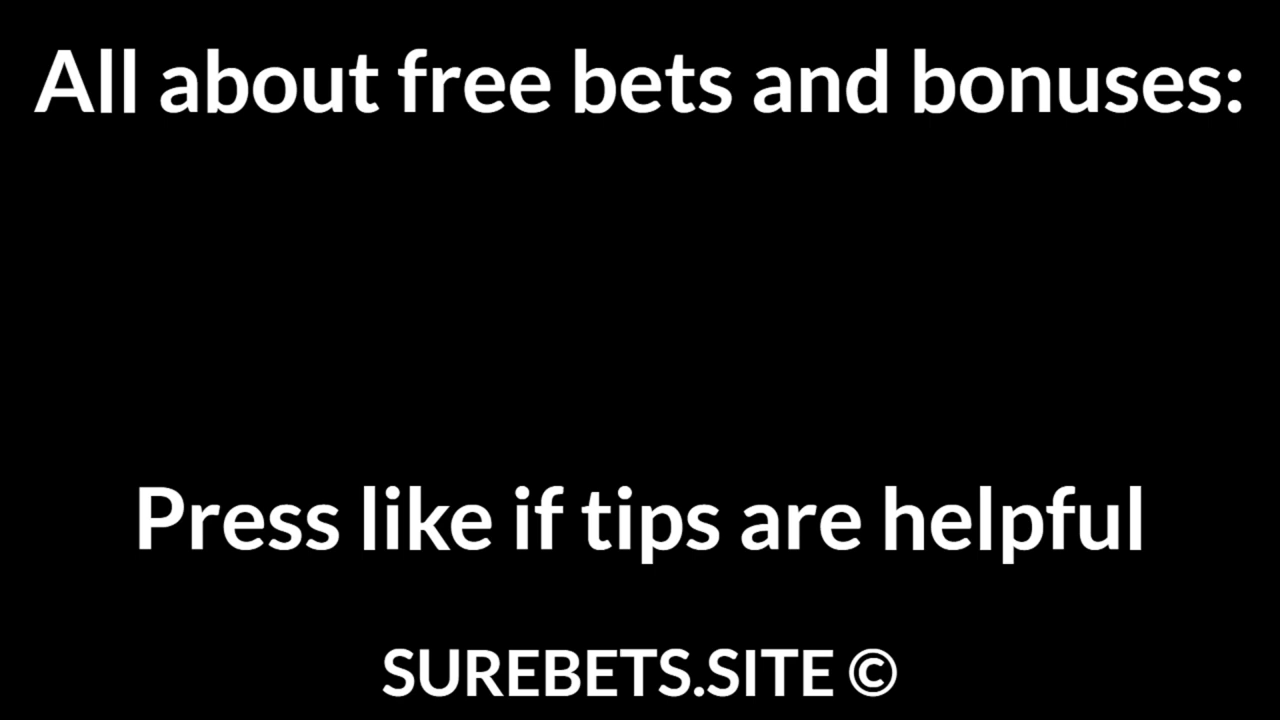 All about free bets and bonuses:
Press like if tips are helpful
SUREBETS.SITE ©